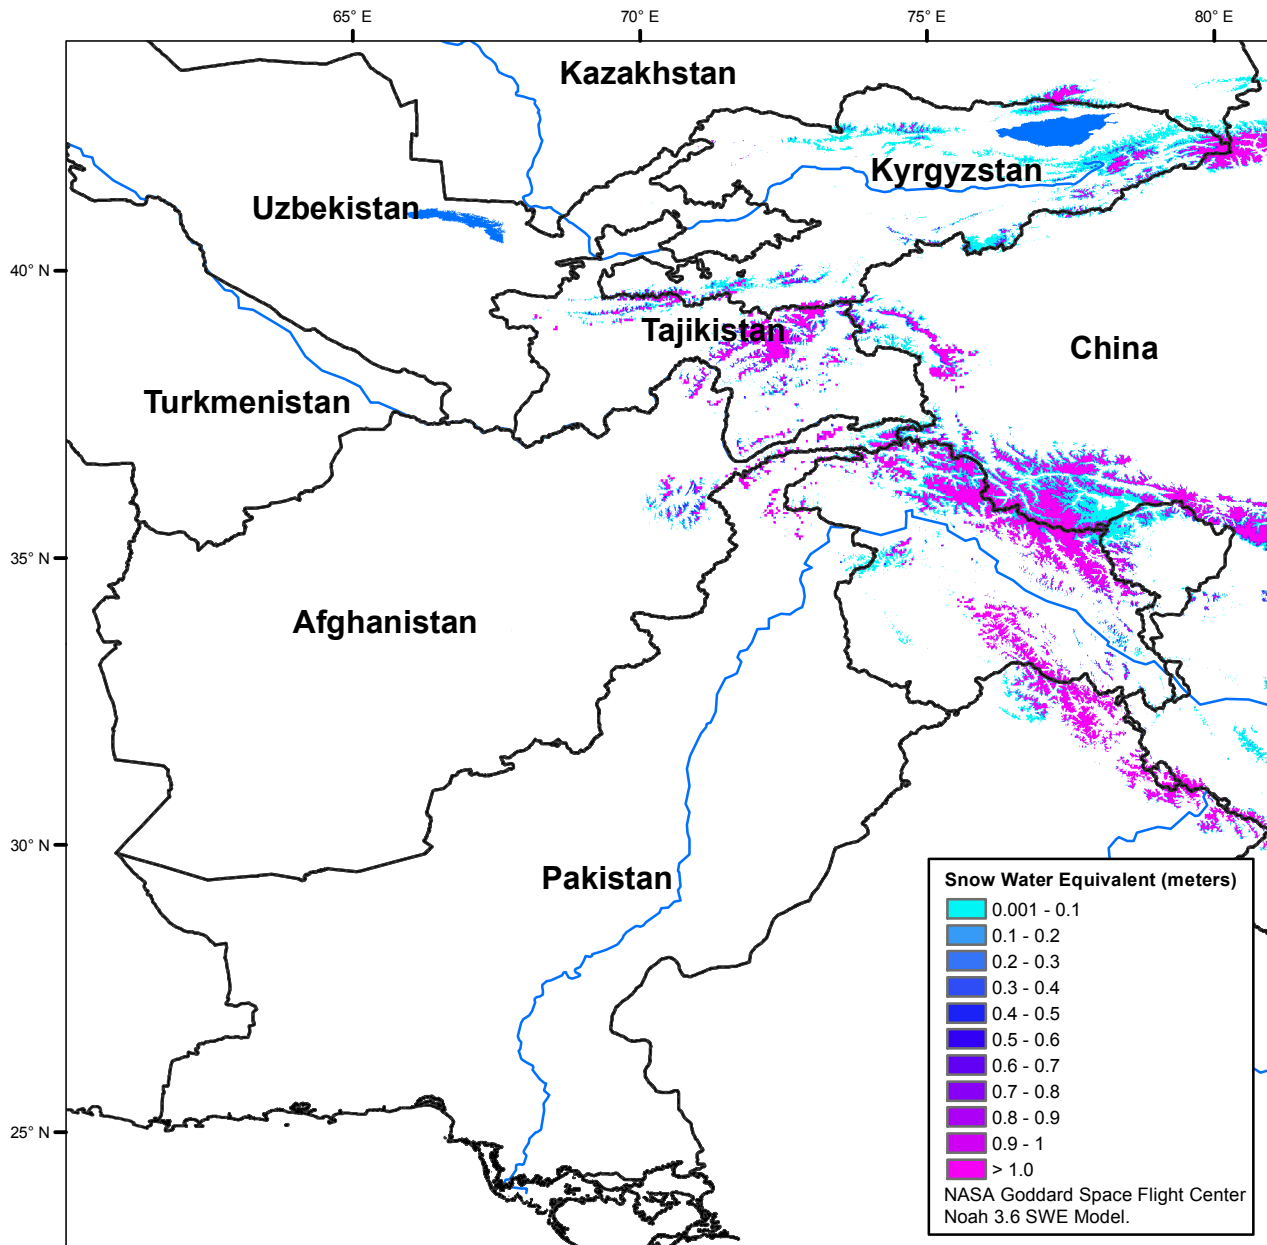 65° E
70° E
75° E
80° E
Kazakhstan
Kyrgyzstan
Uzbekistan
40° N
Tajikistan
China
Turkmenistan
35° N
Afghanistan
30° N
Pakistan
25° N
Snow Water Equivalent (meters)
0.001 - 0.1
0.1 - 0.2
0.2 - 0.3
0.3 - 0.4
0.4 - 0.5
0.5 - 0.6
0.6 - 0.7
0.7 - 0.8
0.8 - 0.9
0.9 - 1
> 1.0
NASA Goddard Space Flight Center
Noah 3.6 SWE Model.